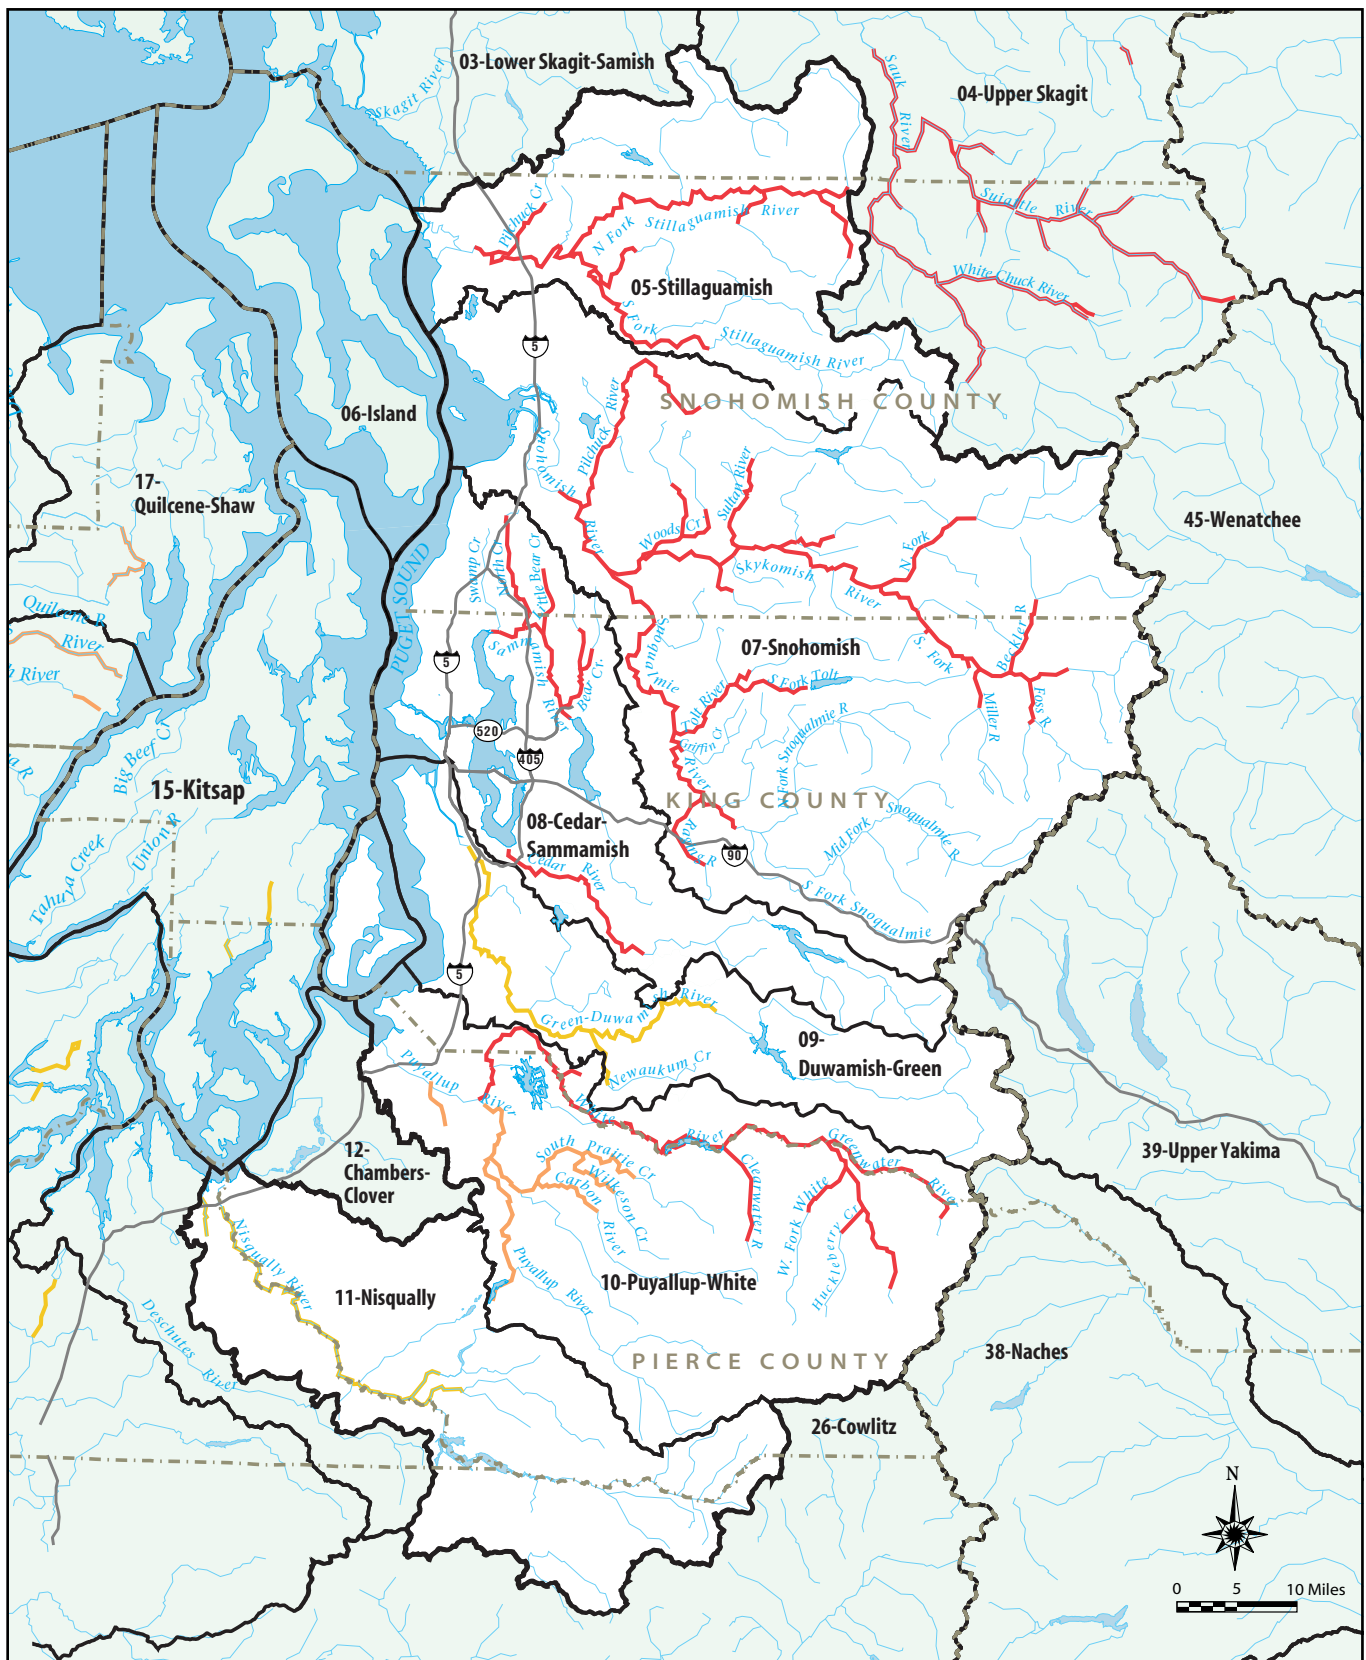 03-Lower Skagit-Samish
Skagit River
04-Upper Skagit
Sauk
River
Suiattle River
White Chuck River
Pilchuck Cr
N Fork Stillaguamish River
05-Stillaguamish
S Fork
Stillaguamish River
5
SNOHOMISH COUNTY
06-Island
17-
Quilcene-Shaw
Snohomish
River
Pilchuck River
Sultan River
Woods Cr
Skykomish
River
N Fork
S. Fork
Beckler R
Miller R
Foss R
45-Wenatchee
PUGET SOUND
Swamp Cr
North Cr
Little Bear Cr
Sammamish River
Bear Cr.
Quilcene R
River
h River
a R
Big Beef Cr
15-Kitsap
Tahuya Creek
Union R
5
520
405
Snoqualmie
River
07-Snohomish
Tolt River
S Fork Tolt
Griffin Cr
N Fork Snoqualmie R
KING COUNTY
Raging R
90
Mid Fork
Snoqualmie R
S Fork Snoqualmie
08-Cedar-
Sammamish
Cedar River
5
Green-Duwamish River
Newaukum Cr
09-
Duwamish-Green
Puyallup
River
White
River
Greenwater
River
South Prairie Cr
Wilkeson Cr
Carbon
River
Clearwater R
W. Fork White
Huckleberry Cr
12-
Chambers-
Clover
39-Upper Yakima
Nisqually River
11-Nisqually
Puyallup River
10-Puyallup-White
Deschutes River
PIERCE COUNTY
38-Naches
26-Cowlitz
N
0 5 10 Miles